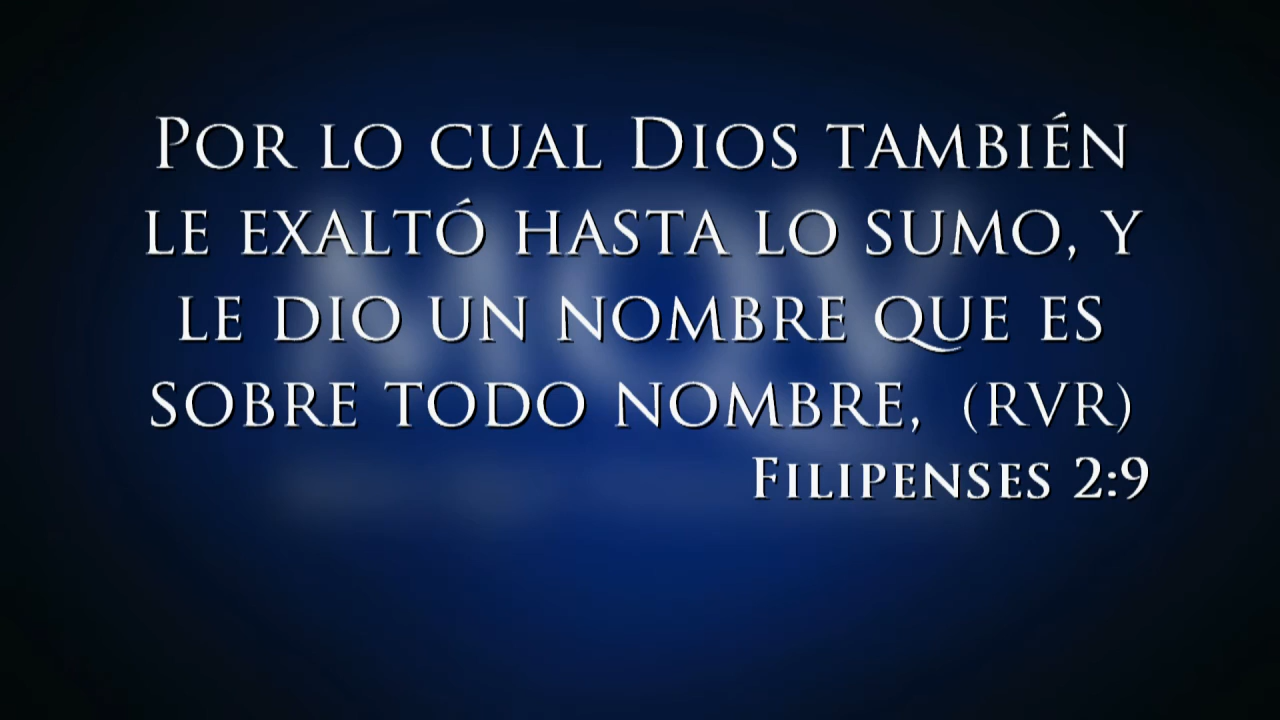 Por lo cual Dios también
le exaltó hasta lo sumo, y
le dio un nombre que es
sobre todo nombre, (RVR)
Filipenses 2:9